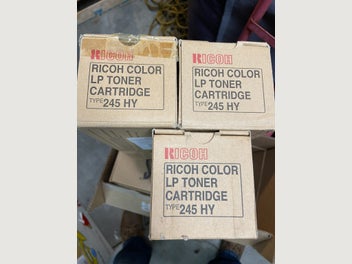 RICOH
RICOH COLOR
LP TONER
CARTRIDGE
TYPE 245 HY
RICOH
RICOH COLOR
LP TONER
CARTRIDGE
TYPE 245 HY
RICOH
RICOH COLOR
LP TONER
CARTRIDGE
TYPE 245 HY